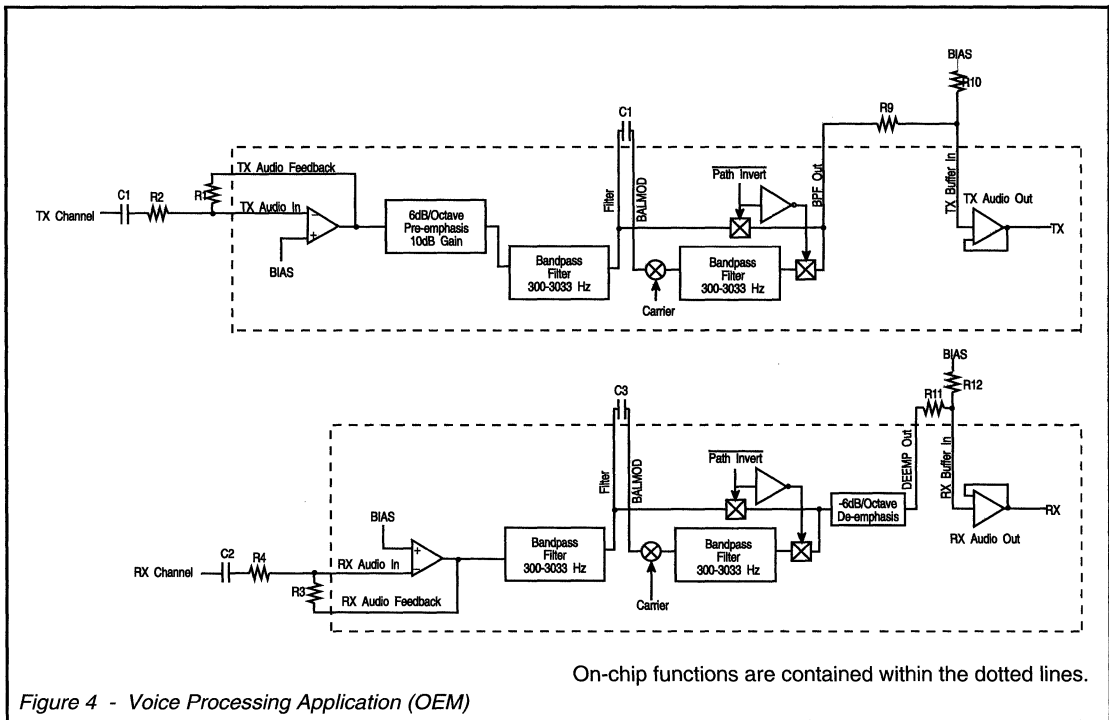 BIAS
R10
R9
C1
TX Audio Feedback
R1
C1
R2
TX Channel
TX Audio In
−
+
BIAS
6dB/Octave
Pre-emphasis
10dB Gain
Bandpass
Filter
300-3033 Hz
Filter
BALMOD
Path Invert
Carrier
Bandpass
Filter
300-3033 Hz
BPF Out
TX Buffer In
TX Audio Out
TX
BIAS
R12
R11
C3
BIAS
+
−
C2
R4
RX Channel
R3
RX Audio In
RX Audio Feedback
Bandpass
Filter
300-3033 Hz
Filter
BALMOD
Path Invert
Carrier
Bandpass
Filter
300-3033 Hz
-6dB/Octave
De-emphasis
DEEMP Out
RX Buffer In
RX
RX Audio Out
On-chip functions are contained within the dotted lines.
Figure 4 - Voice Processing Application (OEM)